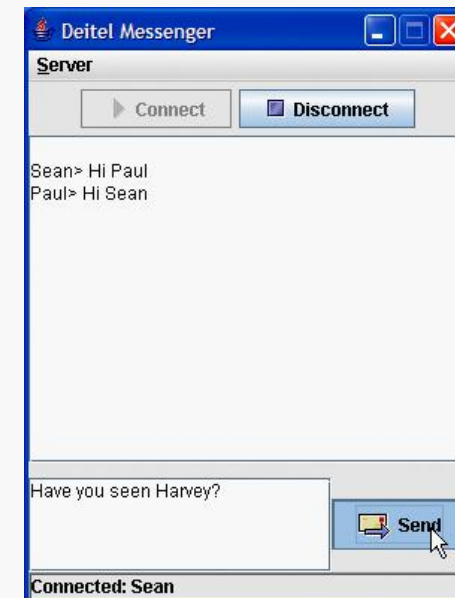 Deitel Messenger
Server
Connect
Disconnect
Sean> Hi Paul
Paul> Hi Sean
Have you seen Harvey?
Send
Connected: Sean